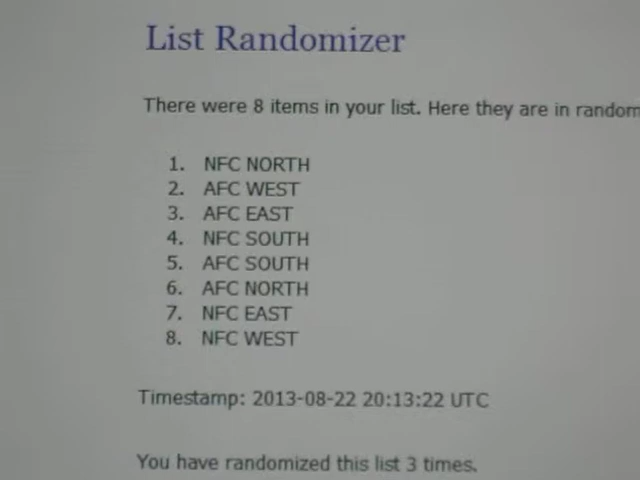 List Randomizer
There were 8 items in your list. Here they are in random
1. NFC NORTH
2. AFC WEST
3. AFC EAST
4. NFC SOUTH
5. AFC SOUTH
6. AFC NORTH
7. NFC EAST
8. NFC WEST
Timestamp: 2013-08-22 20:13:22 UTC
You have randomized this list 3 times.